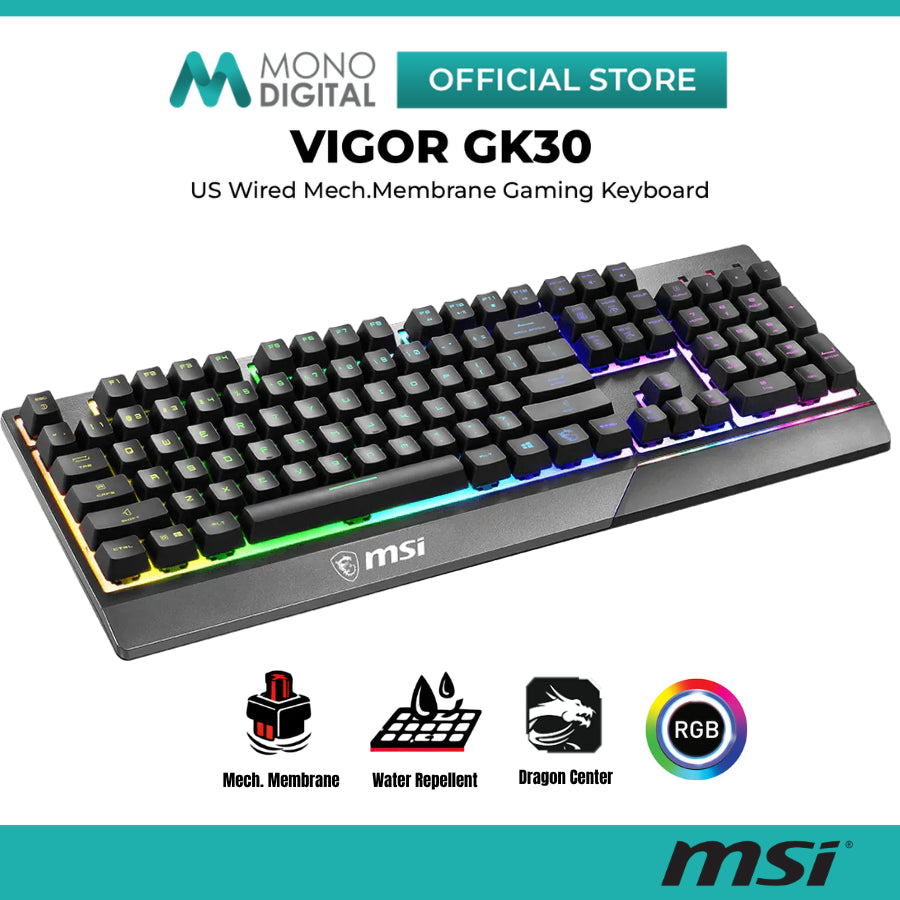 MONO
DIGITAL
OFFICIAL STORE
VIGOR GK30
US Wired Mech.Membrane Gaming Keyboard
msi
Mech. Membrane
Water Repellent
Dragon Center
RGB
msi®